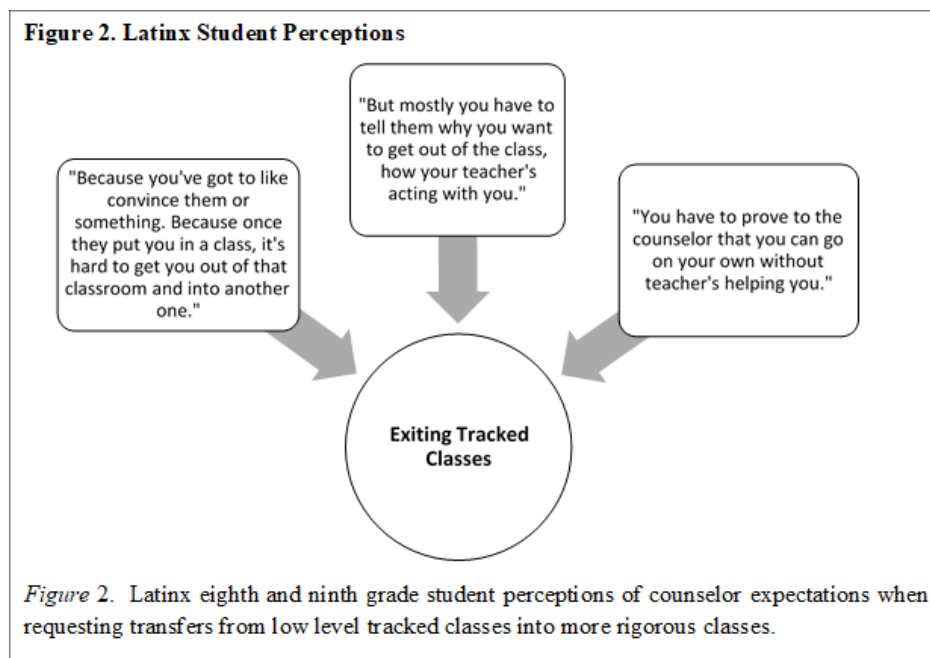 Figure 2. Latinx Student Perceptions
"Because you've got to like
convince them or
something. Because once
they put you in a class, it's
hard to get you out of that
classroom and into another
one."
"But mostly you have to
tell them why you want
to get out of the class,
how your teacher's
acting with you."
"You have to prove to the
counselor that you can go
on your own without
teacher's helping you."
Exiting Tracked
Classes
Figure 2. Latinx eighth and ninth grade student perceptions of counselor expectations when
requesting transfers from low level tracked classes into more rigorous classes.